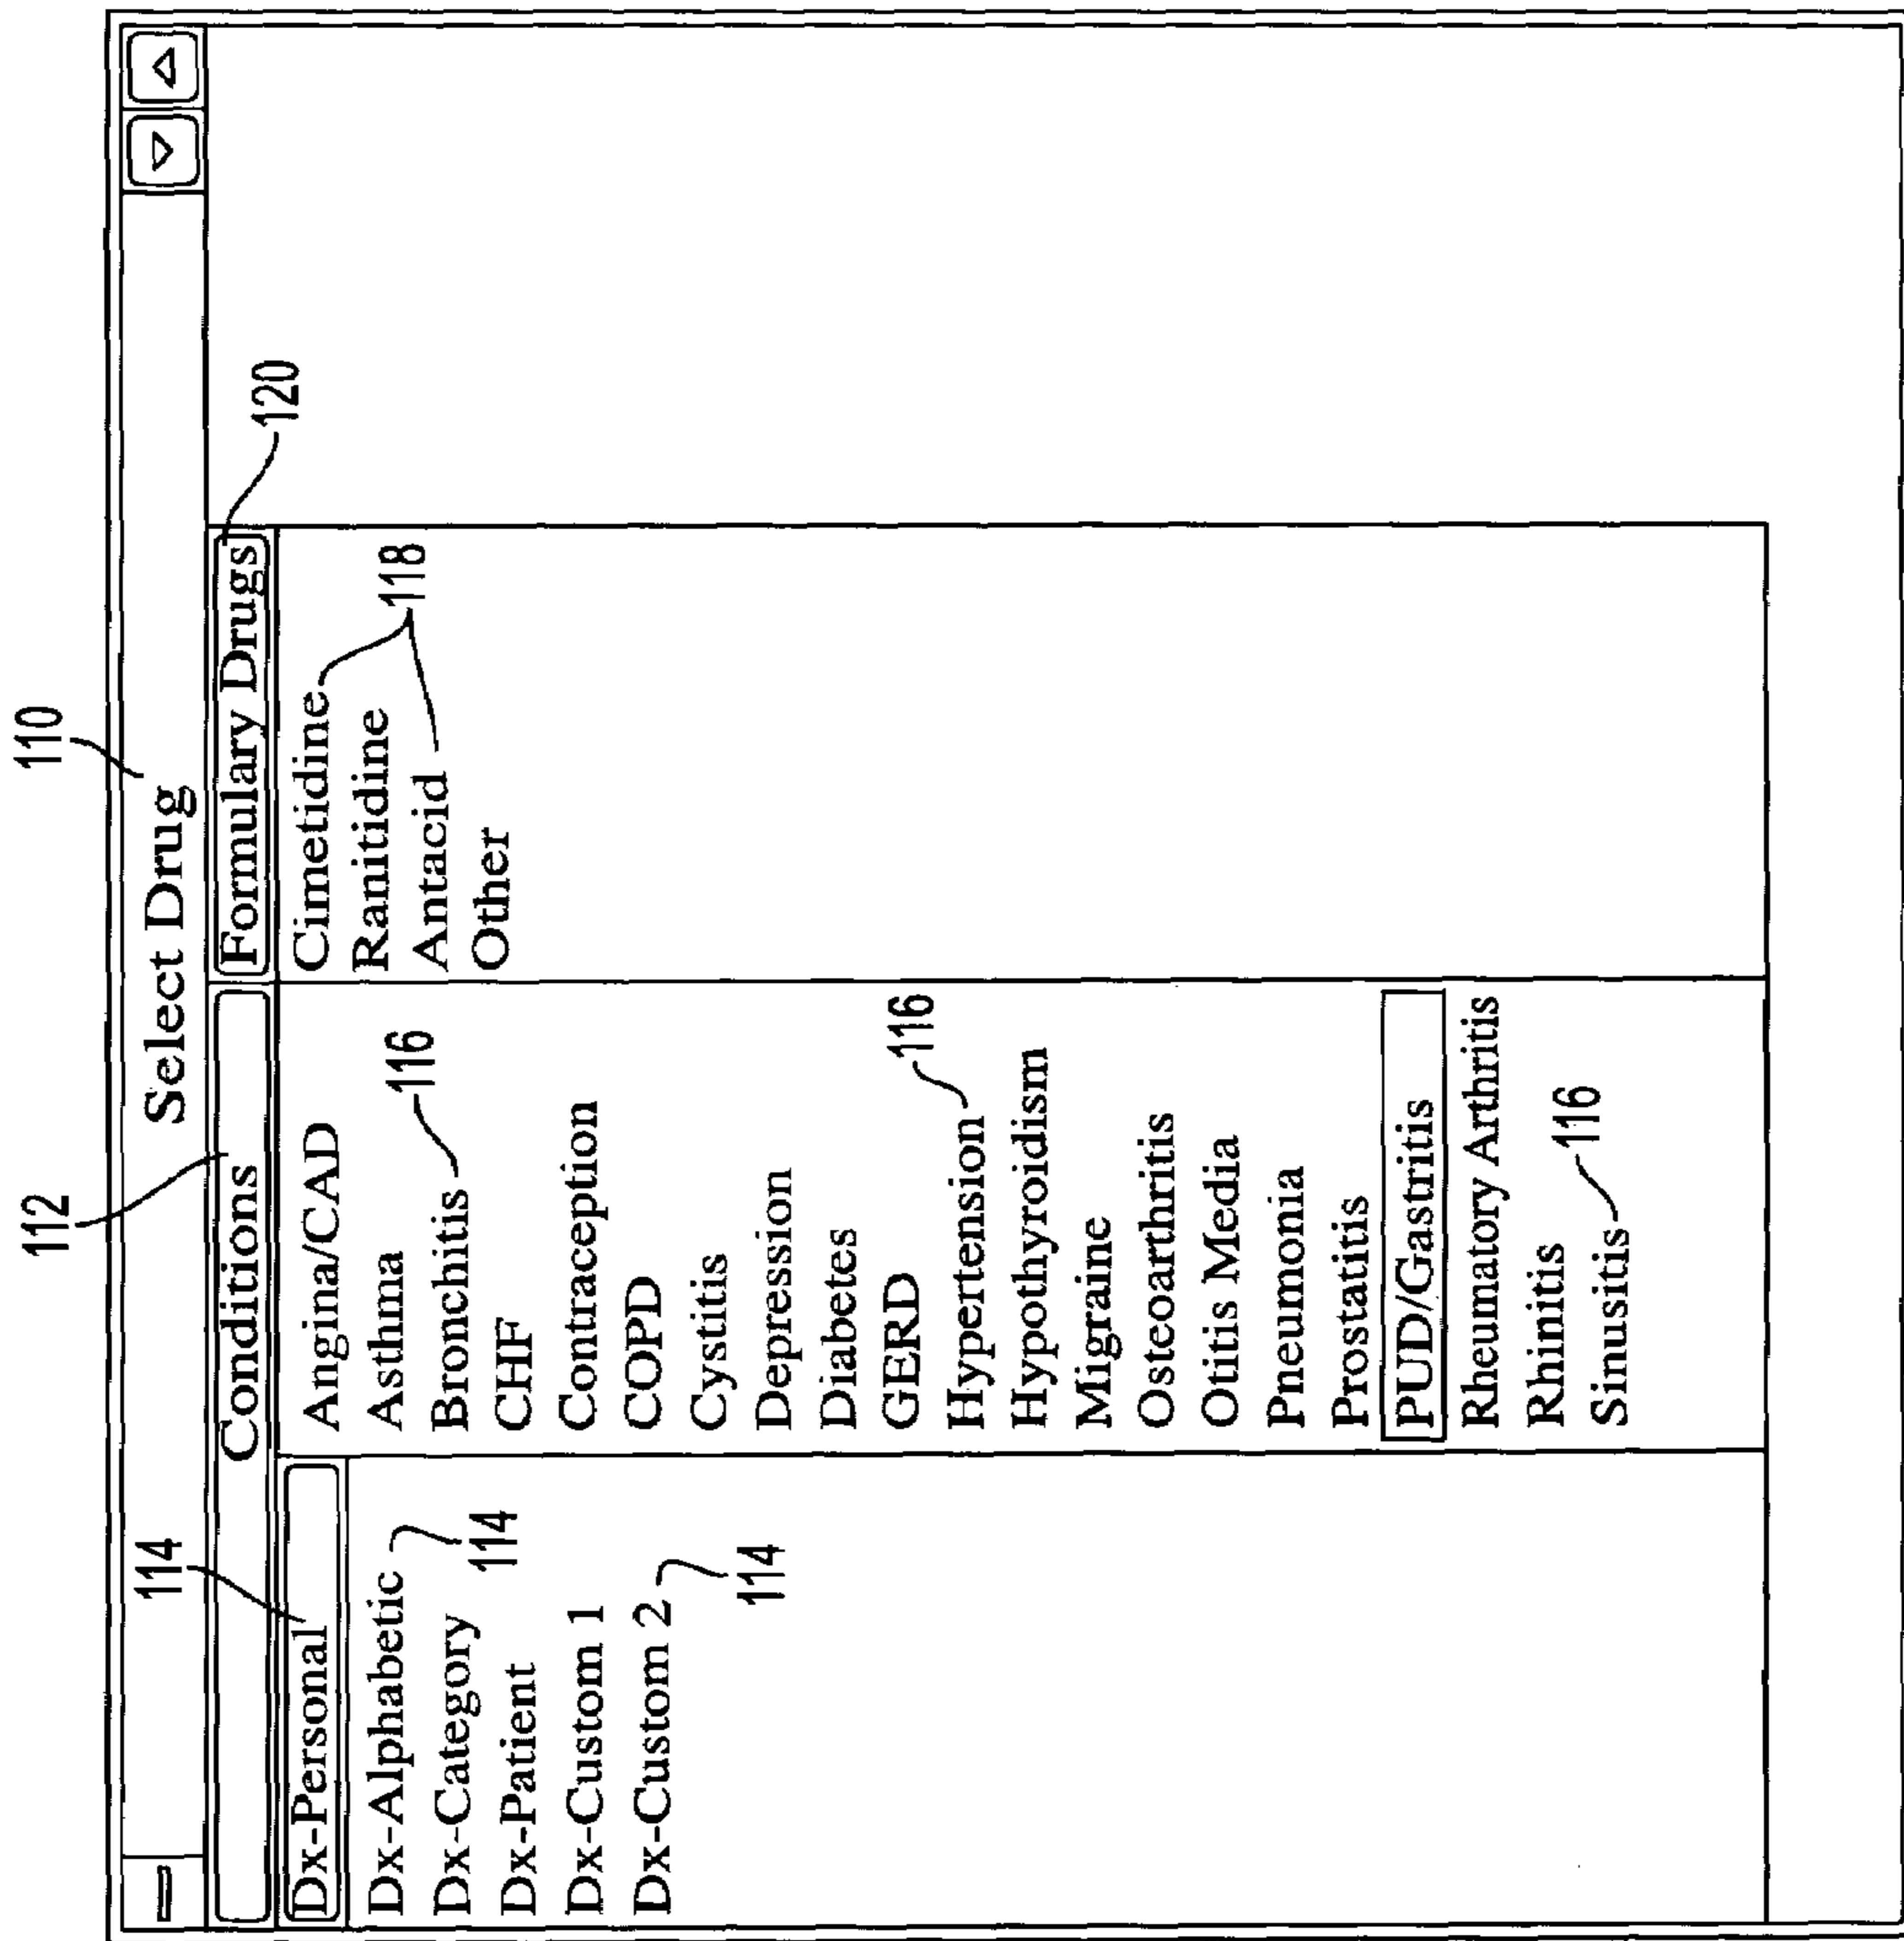 110
Select Drug
112
Conditions
Formulary Drugs
120
114
Dx-Personal
Dx-Alphabetic
114
Dx-Category
Dx-Patient
Dx-Custom 1
Dx-Custom 2
114
Angina/CAD
Asthma
Bronchitis
116
CHF
Contraception
COPD
Cystitis
Depression
Diabetes
GERD
Hypertension
116
Hypothyroidism
Migraine
Osteoarthritis
Otitis Media
Pneumonia
Prostatitis
PUD/Gastritis
Rheumatory Arthritis
Rhinitis
Sinusitis
116
Cimetidine
Ranitidine
Antacid
118
Other